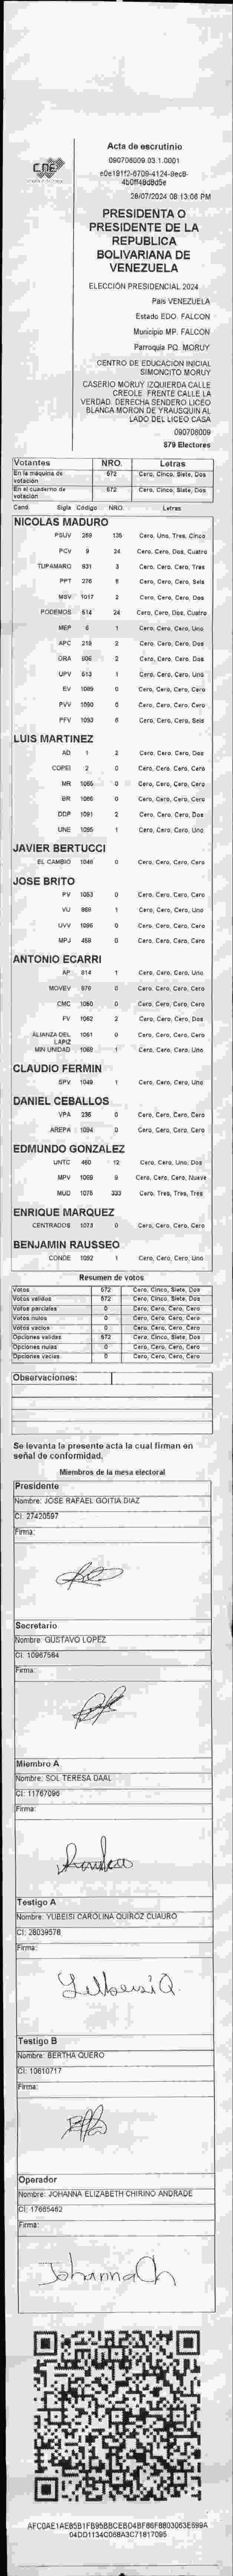 CNE
Acta de escrutinio
090708009.03.1.0001
28/07/2024 08:13:06 PM
PRESIDENTA O
PRESIDENTE DE LA
REPUBLICA
BOLIVARIANA DE
VENEZUELA
ELECCIÓN PRESIDENCIAL 2024
Pais VENEZUELA
Estado EDO. FALCON
Municipio MP. FALCON
Parroquia PQ. MORUY
CENTRO DE EDUCACION INICIAL
SIMONCITO MORUY
CASERIO MORUY IZQUIERDA CALLE
CREOLE. FRENTE CALLE LA
VERDAD. DERECHA SENDERO LICEO
BLANCA MORON DE YRAUSQUIN AL
LADO DEL LICEO CASA
090708009
879 Electores
Votantes NRO. Letras
En la maquina de votación 572 Cero, Cinco, Siete, Dos
En el cuaderno de votación 572 Cero, Cinco, Siete, Dos
Cand. Sigla Código NRO. Letras
NICOLAS MADURO
PSUV 269 135 Cero, Uno, Tres, Cinco
PCV 9 24 Cero, Cero, Dos, Cuatro
TUPAMARO 931 3 Cero, Cero, Cero, Tres
PPT 276 6 Cero, Cero, Cero, Seis
MSV 1017 2 Cero, Cero, Cero, Dos
PODEMOS 514 24 Cero, Cero, Dos, Cuatro
MEP 6 1 Cero, Cero, Cero, Uno
APC 218 2 Cero, Cero, Cero, Dos
ORA 606 2 Cero, Cero, Cero, Dos
UPV 613 1 Cero, Cero, Cero, Uno
EV 1089 0 Cero, Cero, Cero, Cero
PVV 1090 0 Cero, Cero, Cero, Cero
PFV 1093 6 Cero, Cero, Cero, Seis
LUIS MARTINEZ
AD 1 2 Cero, Cero, Cero, Dos
COPEI 2 0 Cero, Cero, Cero, Cero
MR 1065 0 Cero, Cero, Cero, Cero
BR 1066 0 Cero, Cero, Cero, Cero
DDP 1091 2 Cero, Cero, Cero, Dos
UNE 1095 1 Cero, Cero, Cero, Uno
JAVIER BERTUCCI
EL CAMBIO 1046 0 Cero, Cero, Cero, Cero
JOSE BRITO
PV 1053 0 Cero, Cero, Cero, Cero
VU 868 1 Cero, Cero, Cero, Uno
UVV 1096 0 Cero, Cero, Cero, Cero
MPJ 458 0 Cero, Cero, Cero, Cero
ANTONIO ECARRI
AP 814 1 Cero, Cero, Cero, Uno
MOVEV 970 0 Cero, Cero, Cero, Cero
CMC 1050 0 Cero, Cero, Cero, Cero
FV 1062 2 Cero, Cero, Cero, Dos
ALIANZA DEL LAPIZ 1061 0 Cero, Cero, Cero, Cero
MIN UNIDAD 1068 1 Cero, Cero, Cero, Uno
CLAUDIO FERMIN
SPV 1049 1 Cero, Cero, Cero, Uno
DANIEL CEBALLOS
VPA 236 0 Cero, Cero, Cero, Cero
AREPA 1094 0 Cero, Cero, Cero, Cero
EDMUNDO GONZALEZ
UNTC 460 12 Cero, Cero, Uno, Dos
MPV 1069 9 Cero, Cero, Cero, Nueve
MUD 1075 333 Cero, Tres, Tres, Tres
ENRIQUE MARQUEZ
CENTRADOS 1073 0 Cero, Cero, Cero, Cero
BENJAMIN RAUSSEO
CONDE 1092 1 Cero, Cero, Cero, Uno
Resumen de votos
Votos 572 Cero, Cinco, Siete, Dos
Votos validos 572 Cero, Cinco, Siete, Dos
Votos parciales 0 Cero, Cero, Cero, Cero
Votos nulos 0 Cero, Cero, Cero, Cero
Votos vacios 0 Cero, Cero, Cero, Cero
Opciones validas 572 Cero, Cinco, Siete, Dos
Opciones nulas 0 Cero, Cero, Cero, Cero
Opciones vacias 0 Cero, Cero, Cero, Cero
Observaciones:
Se levanta la presente acta la cual firman en
señal de conformidad.
Miembros de la mesa electoral
Presidente
Nombre: JOSE RAFAEL GOITIA DIAZ
CI: 27420597
Firma:
Secretario
Nombre: GUSTAVO LOPEZ
CI: 10967564
Firma:
Miembro A
Nombre: SOL TERESA DAAL
CI: 11767096
Firma:
Testigo A
Nombre: YUBEISI CAROLINA QUIROZ CUAURO
CI: 28039578
Firma:
Testigo B
Nombre: BERTHA QUERO
CI: 10610717
Firma:
Operador
Nombre: JOHANNA ELIZABETH CHIRINO ANDRADE
CI: 17665462
Firma:
Johanna Ch